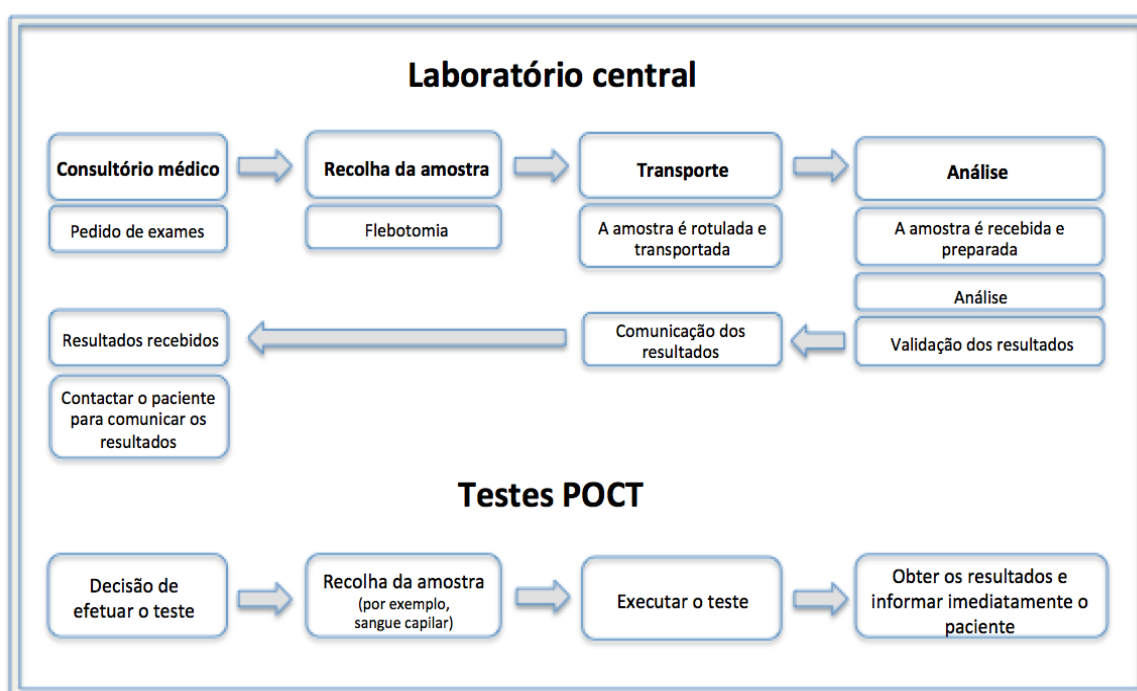 Laboratório central
Consultório médico
Recolha da amostra
Transporte
Análise
Pedido de exames
Flebotomia
A amostra é rotulada e
transportada
A amostra é recebida e
preparada
Análise
Resultados recebidos
Comunicação dos
resultados
Validação dos resultados
Contactar o paciente
para comunicar os
resultados
Testes POCT
Decisão de
efetuar o teste
Recolha da amostra
(por exemplo,
sangue capilar)
Executar o teste
Obter os resultados e
informar imediatamente o
paciente